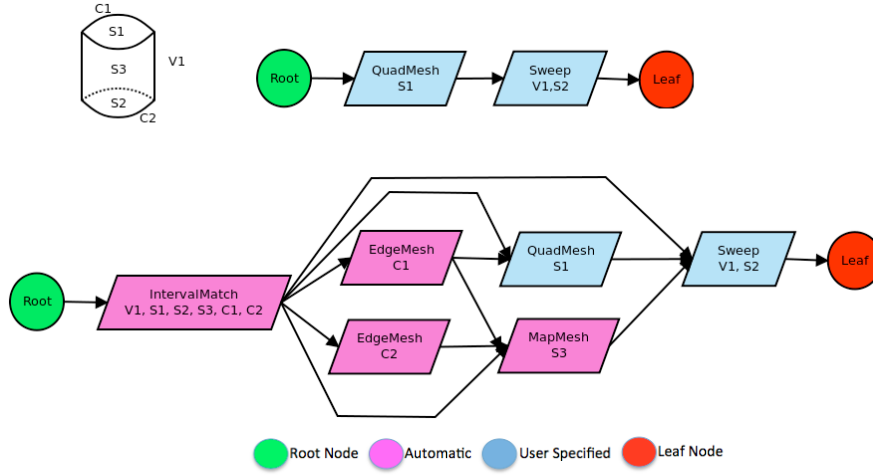 C1
S1
S3
V1
S2
C2
Root
QuadMesh
S1
Sweep
V1,S2
Leaf
Root
IntervalMatch
V1, S1, S2, S3, C1, C2
EdgeMesh
C1
EdgeMesh
C2
QuadMesh
S1
MapMesh
S3
Sweep
V1, S2
Leaf
Root Node
Automatic
User Specified
Leaf Node